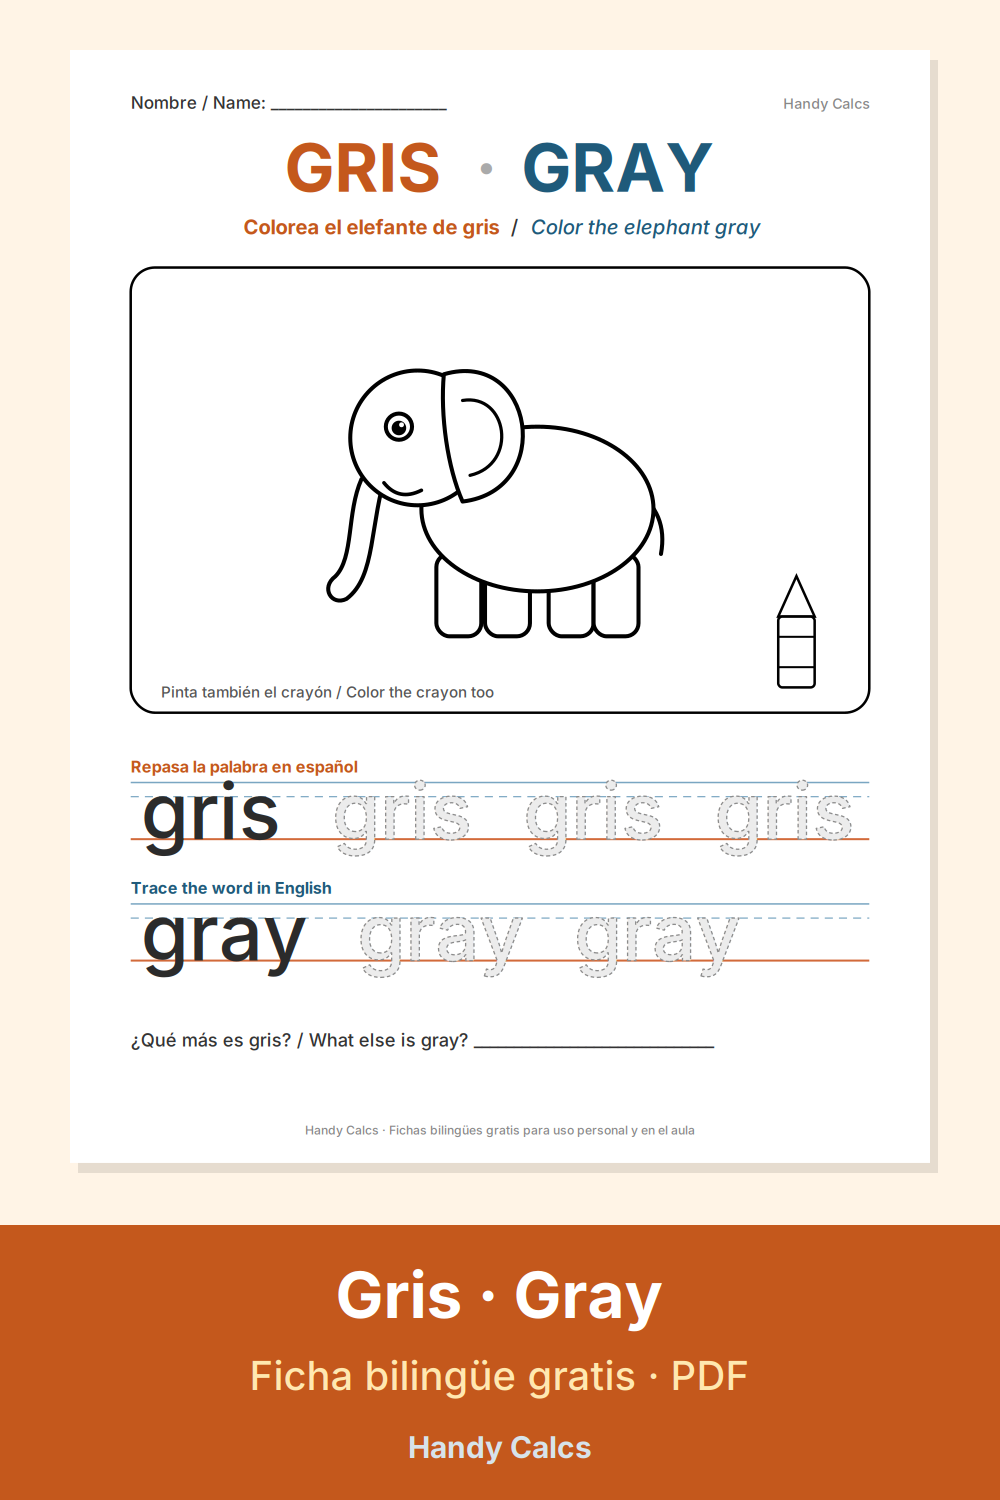 Nombre / Name: ____________________
Handy Calcs
GRIS • GRAY
Colorea el elefante de gris / Color the elephant gray
Pinta también el crayón / Color the crayon too
Repasa la palabra en español
gris gris gris gris
Trace the word in English
gray gray gray
¿Qué más es gris? / What else is gray? ____________________
Handy Calcs · Fichas bilingües gratis para uso personal y en el aula
Gris · Gray
Ficha bilingüe gratis · PDF
Handy Calcs